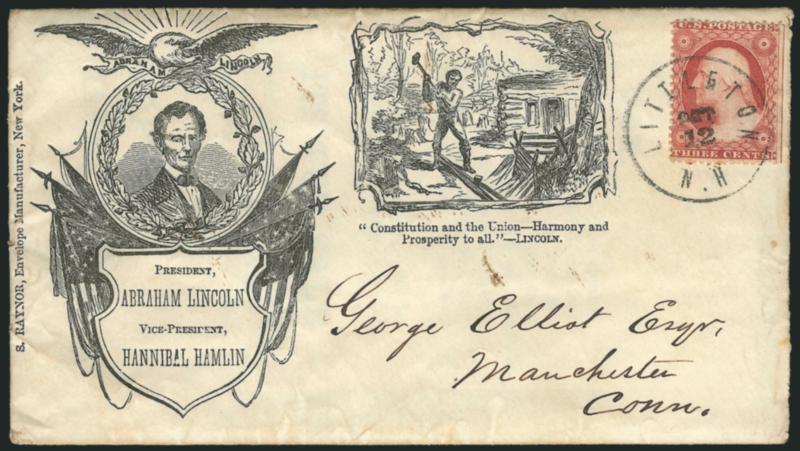 S. RAYNOR, Envelope Manufacturer, New York.
ABRAHAM LINCOLN
PRESIDENT,
ABRAHAM LINCOLN
VICE-PRESIDENT,
HANNIBAL HAMLIN
"Constitution and the Union—Harmony and
Prosperity to all."—LINCOLN.
U.S. POSTAGE
THREE CENTS
LITTLETON
OCT
12
N.H
George Elliot Esqr,
Manchester
Conn.